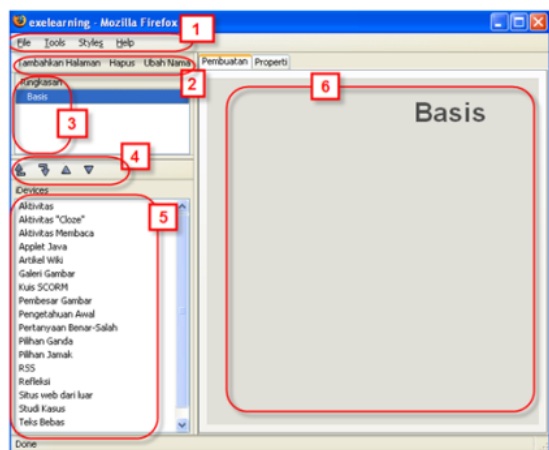 exelearning - Mozilla Firefox
1
File Tools Styles Help
Tambahkan Halaman Hapus Ubah Nama
Pembuatan Properti
2
Ringkasan
Basis
3
6
Basis
4
iDevices
5
Aktivitas
Aktivitas "Cloze"
Aktivitas Membaca
Applet Java
Artikel Wiki
Galeri Gambar
Kuis SCORM
Pembesar Gambar
Pengetahuan Awal
Pertanyaan Benar-Salah
Pilihan Ganda
Pilihan Jamak
RSS
Refleksi
Situs web dari luar
Studi Kasus
Teks Bebas
Done